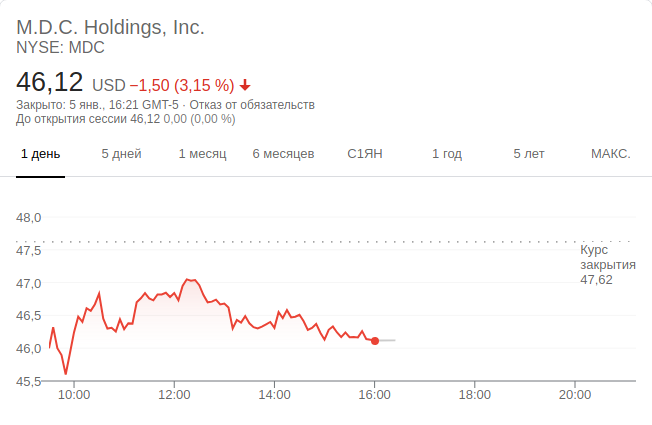 M.D.C. Holdings, Inc.
NYSE: MDC
46,12 USD −1,50 (3,15 %)
Закрыто: 5 янв., 16:21 GMT-5 · Отказ от обязательств
До открытия сессии 46,12 0,00 (0,00 %)
1 день 5 дней 1 месяц 6 месяцев С1ЯН 1 год 5 лет МАКС.
48,0
47,5
Курс
закрытия
47,62
47,0
46,5
46,0
45,5
10:00 12:00 14:00 16:00 18:00 20:00